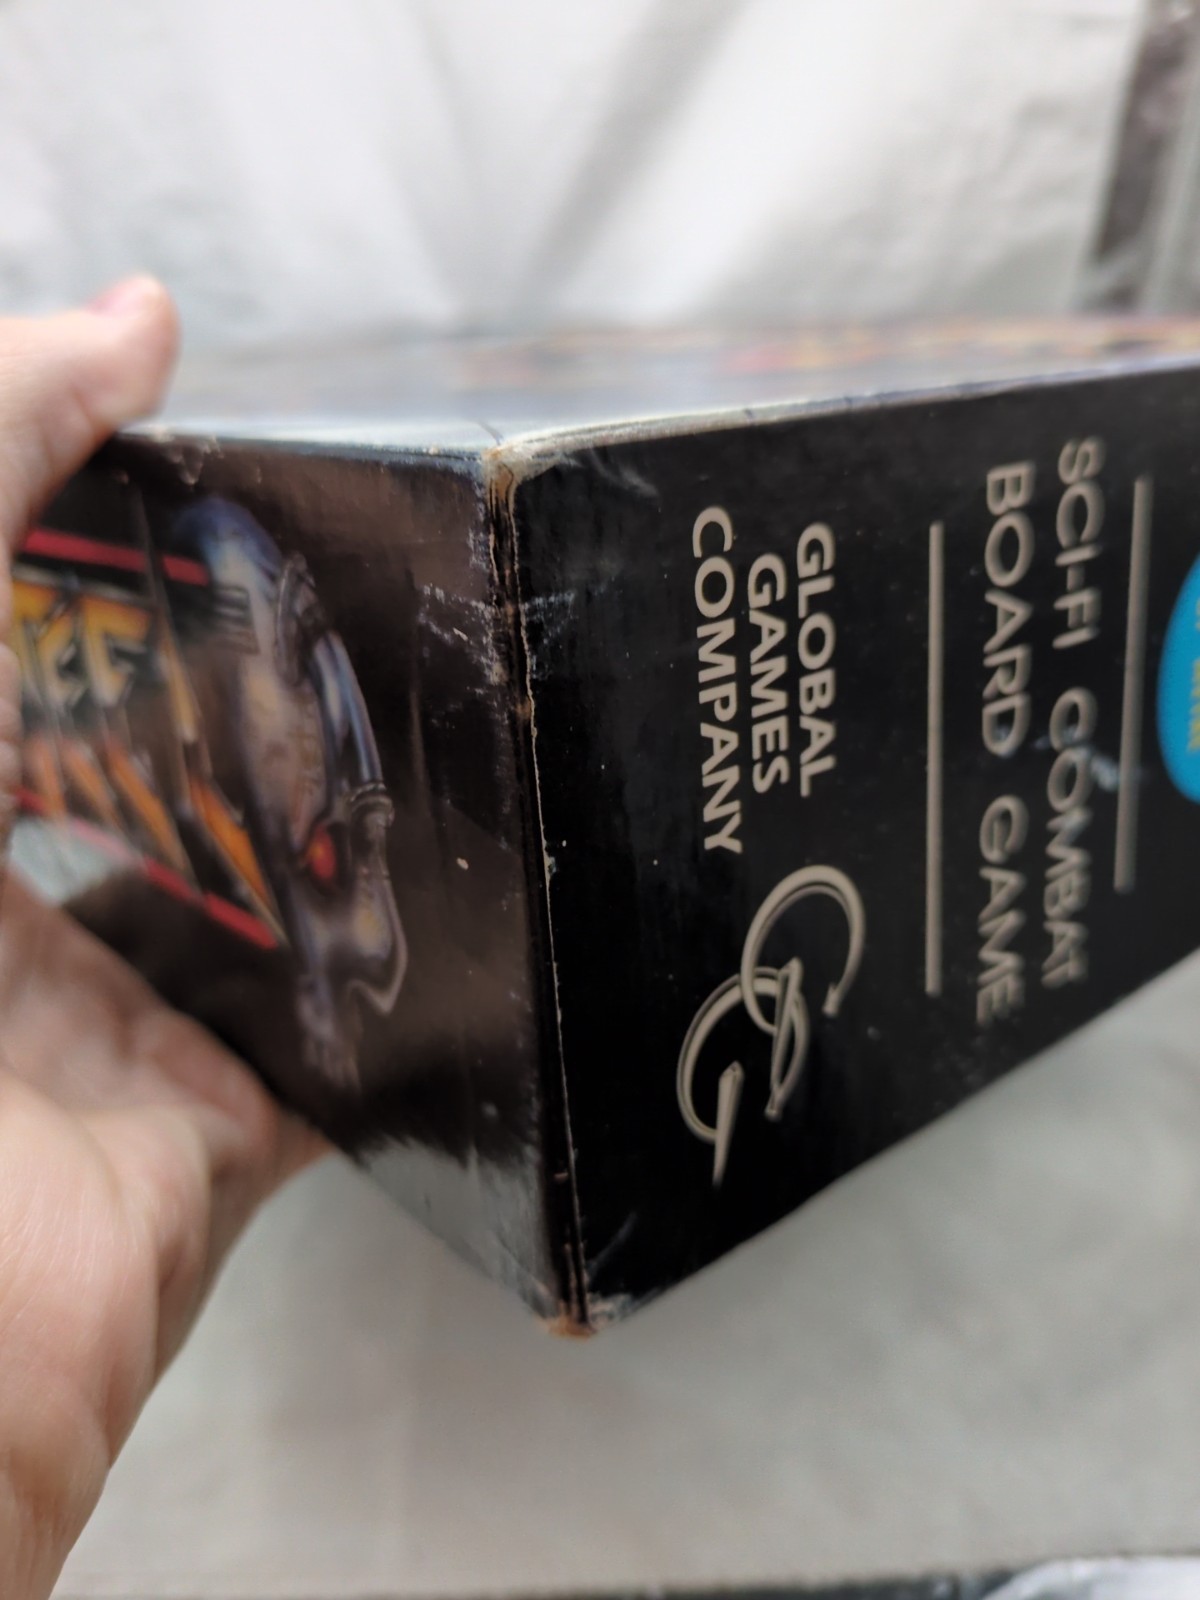 SCI-FI COMBAT
BOARD GAME
GLOBAL
GAMES
COMPANY